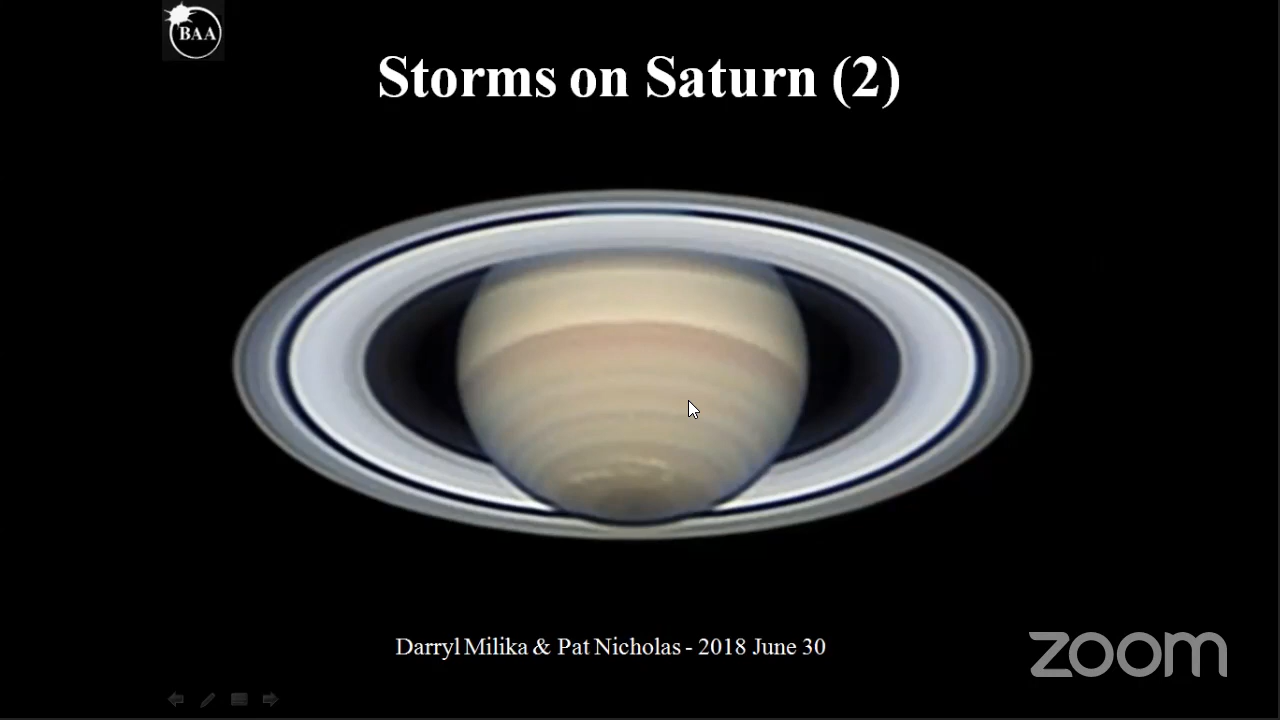 BAA
Storms on Saturn (2)
Darryl Milika & Pat Nicholas - 2018 June 30
zoom